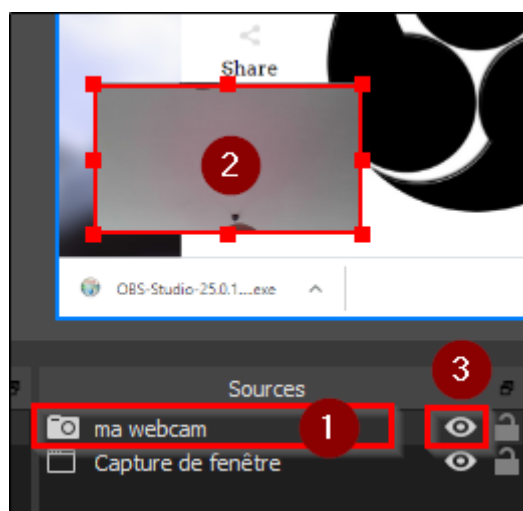 Share
2
OBS-Studio-25.0.1....exe
3
Sources
ma webcam 1
Capture de fenêtre